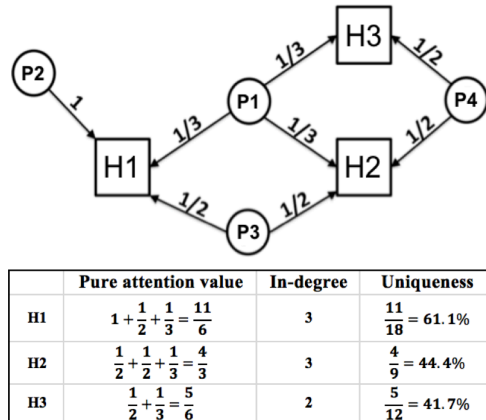 H3
P2
1/3
1/2
P1
P4
1
1/3
1/3
1/2
H1
H2
1/2
1/2
P3
Pure attention value In-degree Uniqueness
H1 1 + 1/2 + 1/3 = 11/6 3 11/18 = 61.1%
H2 1/2 + 1/2 + 1/3 = 4/3 3 4/9 = 44.4%
H3 1/2 + 1/3 = 5/6 2 5/12 = 41.7%